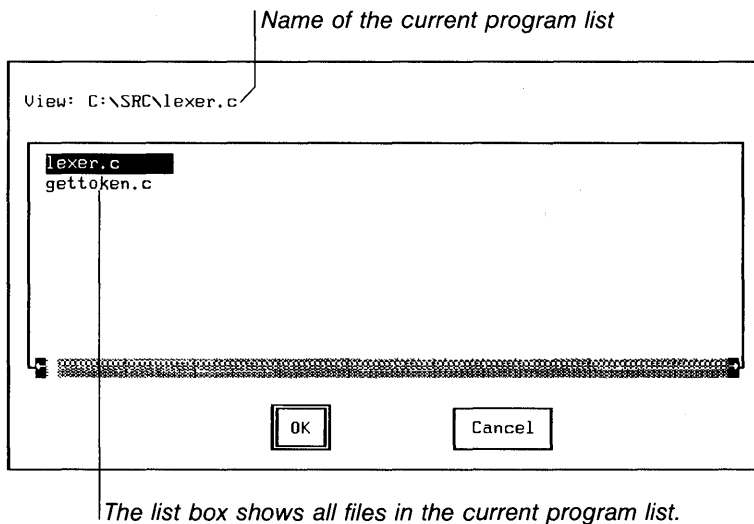 Name of the current program list
View: C:\SRC\lexer.c
lexer.c
gettoken.c
OK
Cancel
The list box shows all files in the current program list.